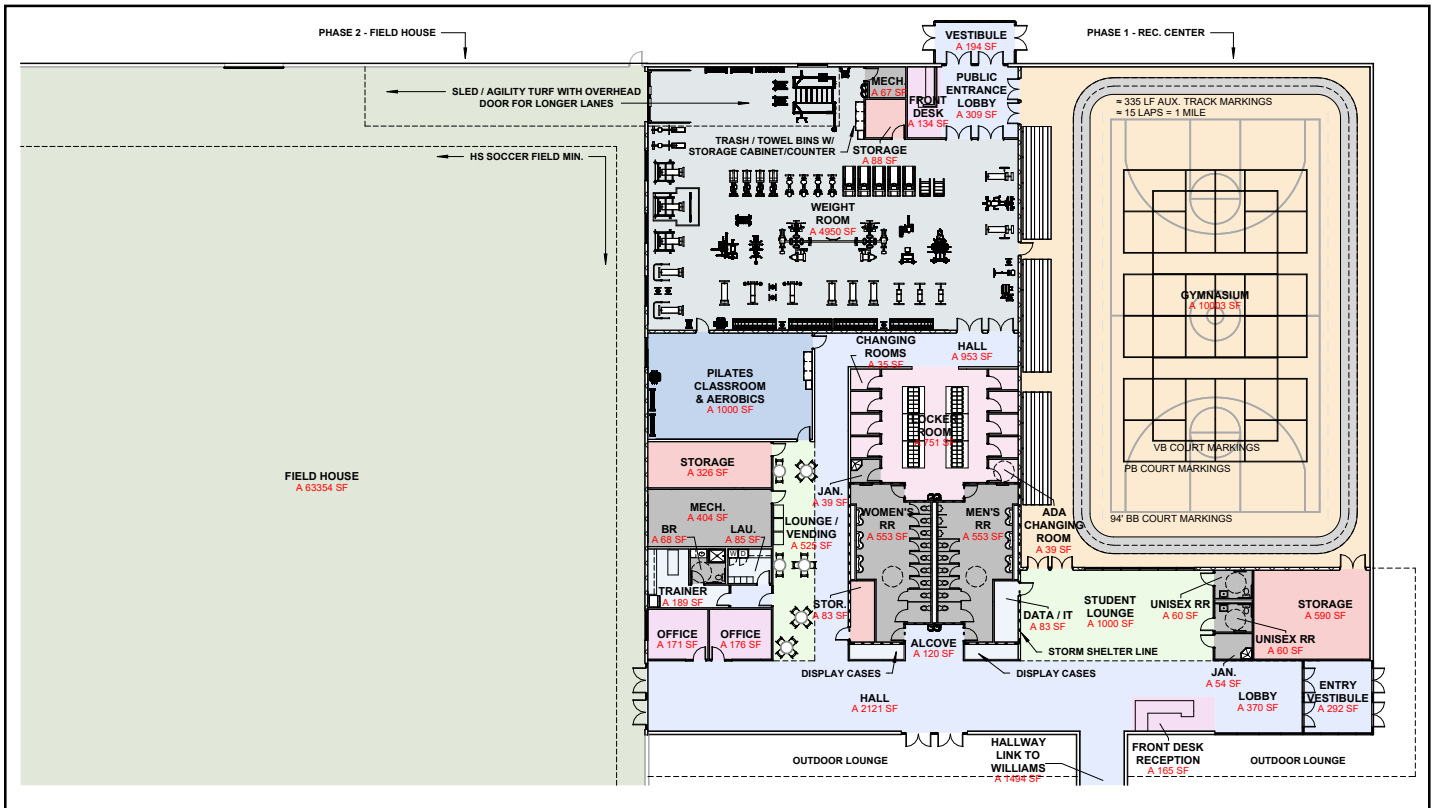 PHASE 2 - FIELD HOUSE
VESTIBULE
A 194 SF
PHASE 1 - REC. CENTER
SLED / AGILITY TURF WITH OVERHEAD
DOOR FOR LONGER LANES
MECH.
A 67 SF
FRONT
DESK
A 134 SF
PUBLIC
ENTRANCE
LOBBY
A 309 SF
≈ 335 LF AUX. TRACK MARKINGS
≈ 15 LAPS = 1 MILE
TRASH / TOWEL BINS W/
STORAGE CABINET/COUNTER
STORAGE
A 88 SF
HS SOCCER FIELD MIN.
WEIGHT
ROOM
A 4950 SF
GYMNASIUM
A 10003 SF
CHANGING
ROOMS
A 35 SF
HALL
A 953 SF
PILATES
CLASSROOM
& AEROBICS
A 1000 SF
LOCKER
ROOM
A 751 SF
VB COURT MARKINGS
PB COURT MARKINGS
94' BB COURT MARKINGS
FIELD HOUSE
A 63354 SF
STORAGE
A 326 SF
JAN.
A 39 SF
MECH.
A 404 SF
BR
A 68 SF
LAU.
A 85 SF
W D
LOUNGE /
VENDING
A 525 SF
WOMEN'S
RR
A 553 SF
MEN'S
RR
A 553 SF
ADA
CHANGING
ROOM
A 39 SF
TRAINER
A 189 SF
STOR.
A 83 SF
DATA / IT
A 83 SF
STUDENT
LOUNGE
A 1000 SF
UNISEX RR
A 60 SF
STORAGE
A 590 SF
OFFICE
A 171 SF
OFFICE
A 176 SF
ALCOVE
A 120 SF
STORM SHELTER LINE
UNISEX RR
A 60 SF
DISPLAY CASES
DISPLAY CASES
JAN.
A 54 SF
HALL
A 2121 SF
LOBBY
A 370 SF
ENTRY
VESTIBULE
A 292 SF
OUTDOOR LOUNGE
HALLWAY
LINK TO
WILLIAMS
A 1494 SF
FRONT DESK
RECEPTION
A 165 SF
OUTDOOR LOUNGE